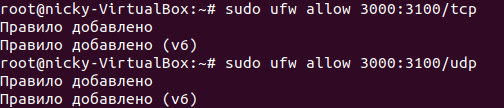 root@nicky-VirtualBox:~# sudo ufw allow 3000:3100/tcp
Правило добавлено
Правило добавлено (v6)
root@nicky-VirtualBox:~# sudo ufw allow 3000:3100/udp
Правило добавлено
Правило добавлено (v6)